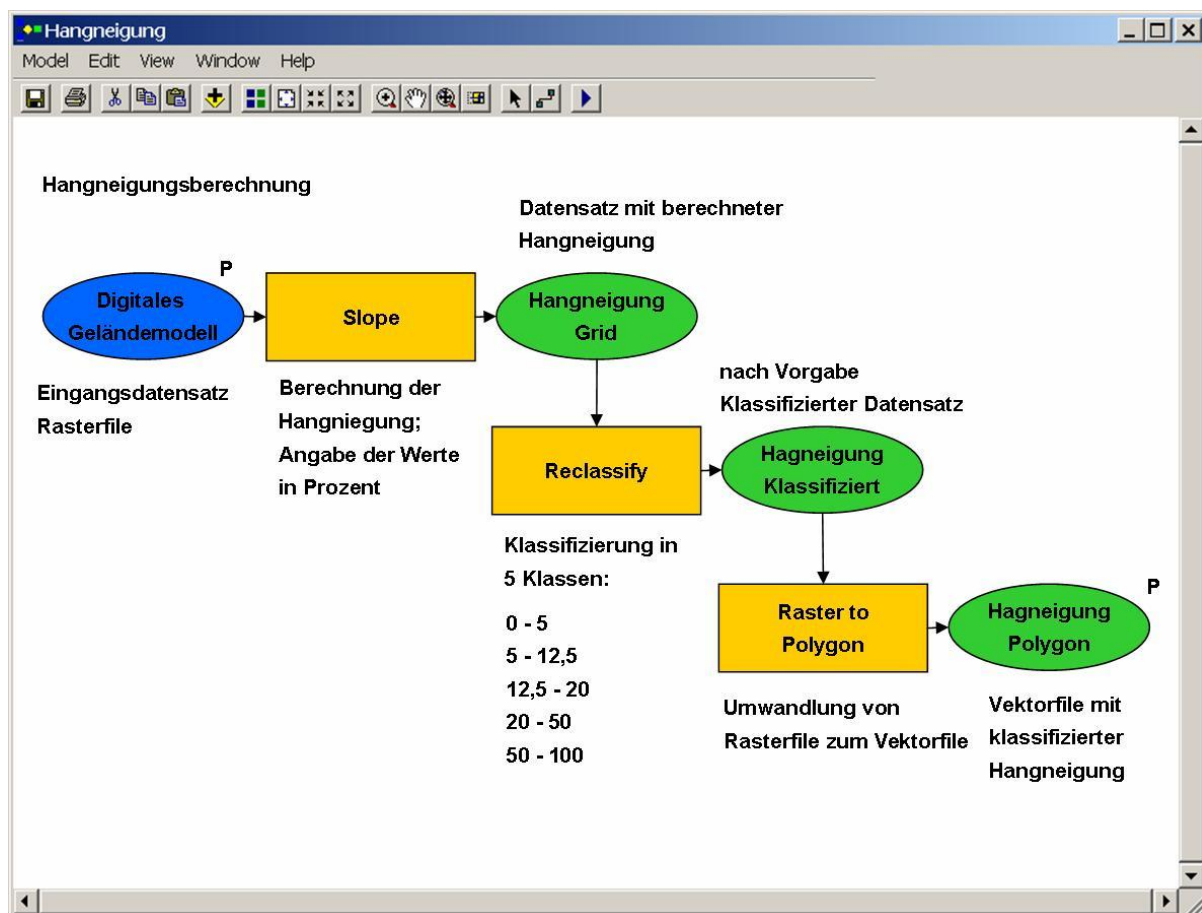 Hangneigung
Model Edit View Window Help
Hangneigungsberechnung
Datensatz mit berechneter
Hangneigung
P
Digitales
Geländemodell
Slope
Hangneigung
Grid
Eingangsdatensatz
Rasterfile
Berechnung der
Hangniegung;
Angabe der Werte
in Prozent
nach Vorgabe
Klassifizierter Datensatz
Reclassify
Hagneigung
Klassifiziert
Klassifizierung in
5 Klassen:
0 - 5
5 - 12,5
12,5 - 20
20 - 50
50 - 100
Raster to
Polygon
P
Hagneigung
Polygon
Umwandlung von
Rasterfile zum Vektorfile
Vektorfile mit
klassifizierter
Hangneigung